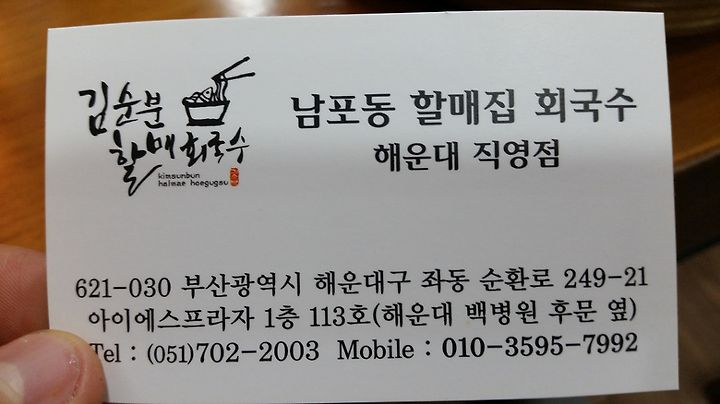 김순분
할매 회국수
kimsunbun
halmae hoegugsu
남포동 할매집 회국수
해운대 직영점
621-030 부산광역시 해운대구 좌동 순환로 249-21
아이에스프라자 1층 113호(해운대 백병원 후문 옆)
Tel : (051)702-2003 Mobile : 010-3595-7992